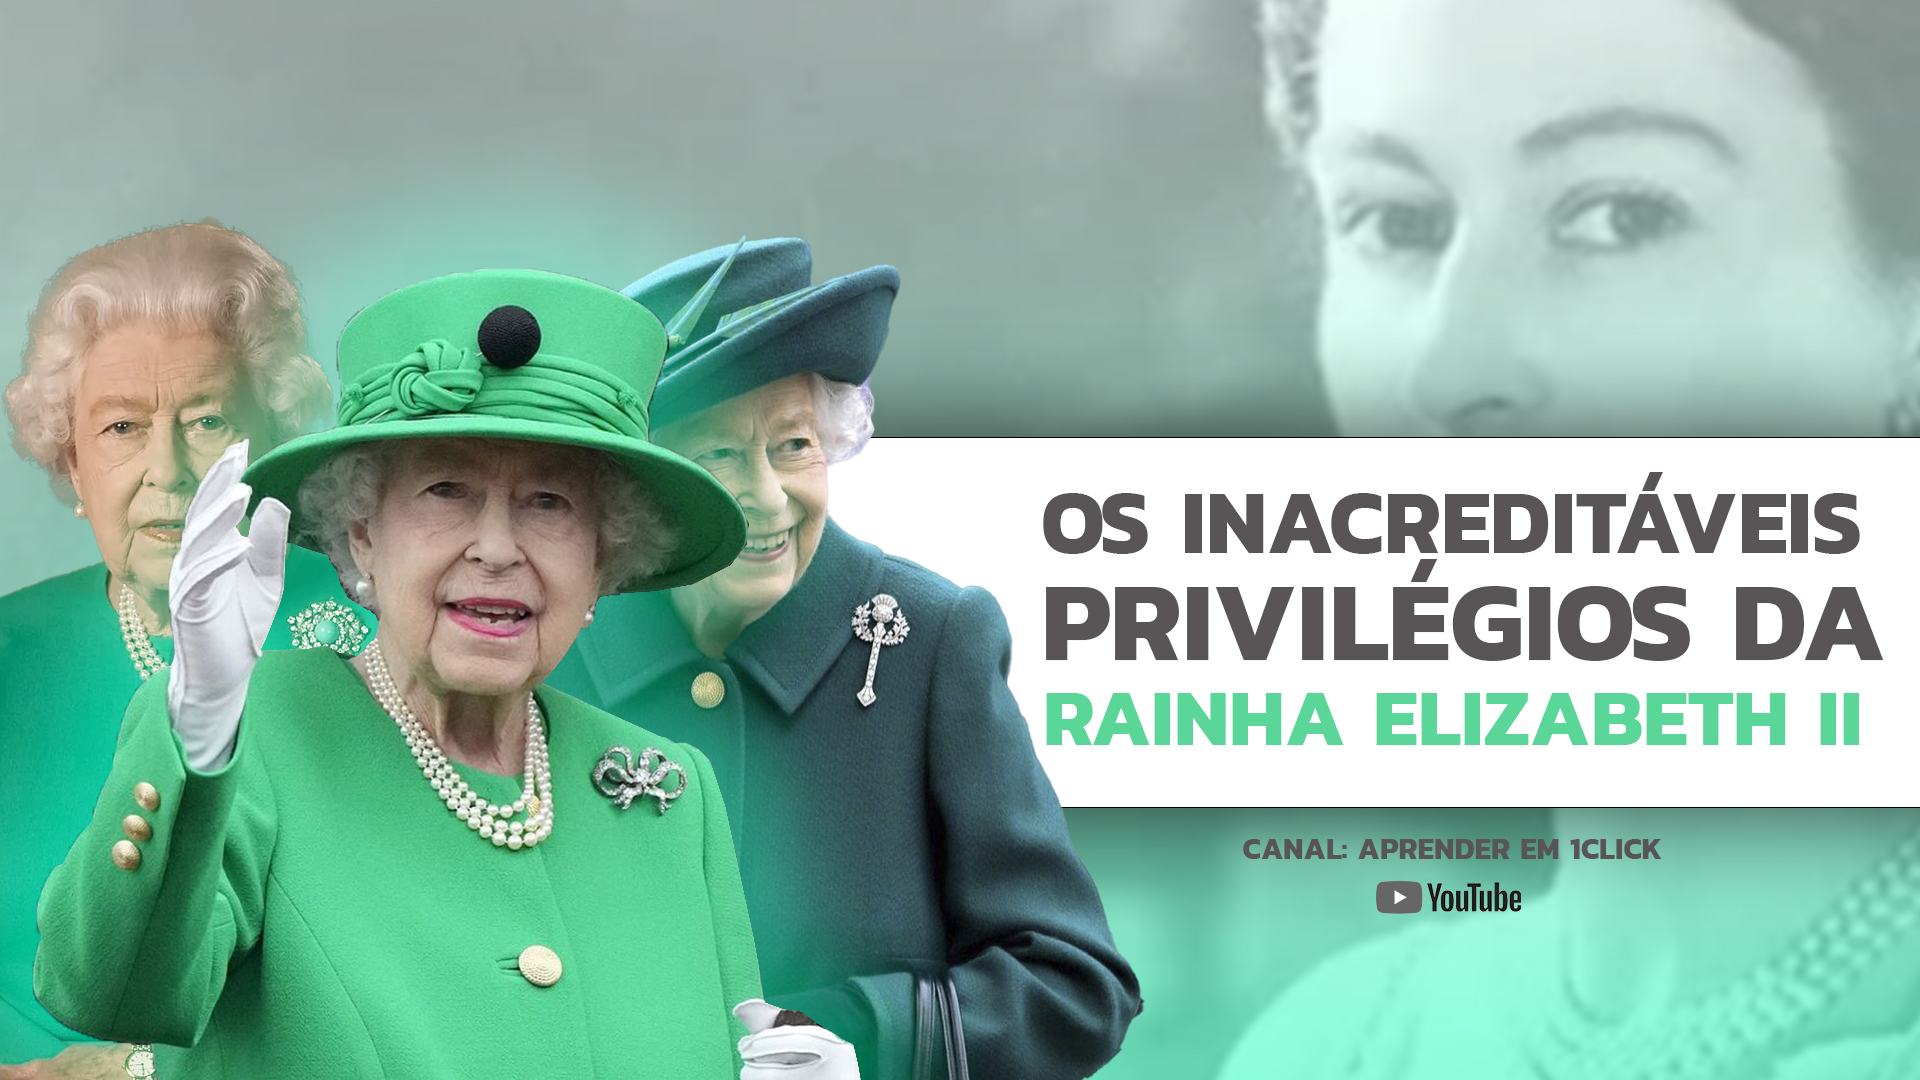 OS INACREDITÁVEIS
PRIVILÉGIOS DA
RAINHA ELIZABETH II
CANAL: APRENDER EM 1CLICK
YouTube